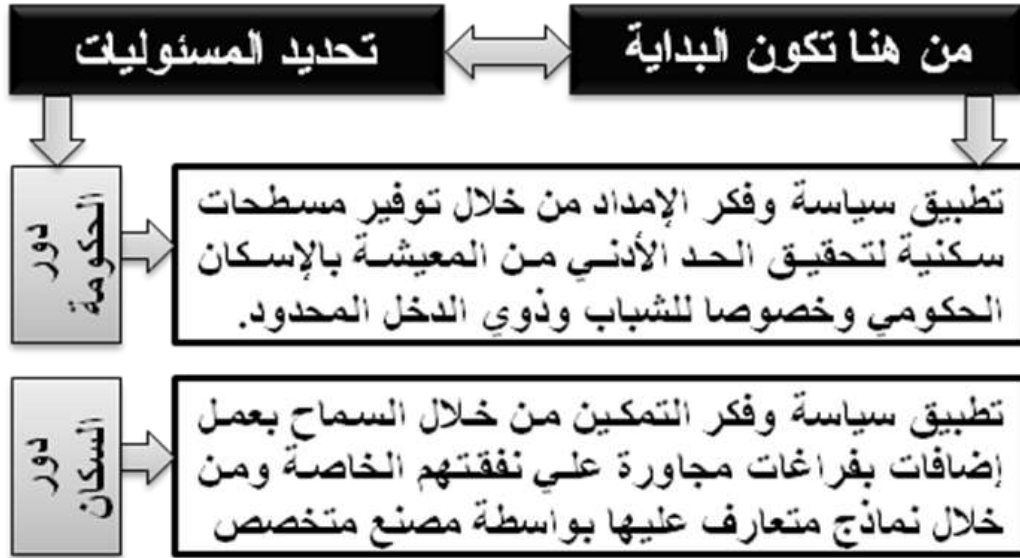 من هنا تكون البداية
تحديد المسئوليات
دور
الحكومة
تطبيق سياسة وفكر الإمداد من خلال توفير مسطحات
سكنية لتحقيق الحد الأدني من المعيشة بالإسكان
الحكومي وخصوصا للشباب وذوي الدخل المحدود.
دور
السكان
تطبيق سياسة وفكر التمكين من خلال السماح بعمل
إضافات بفراغات مجاورة علي نفقتهم الخاصة ومن
خلال نماذج متعارف عليها بواسطة مصنع متخصص